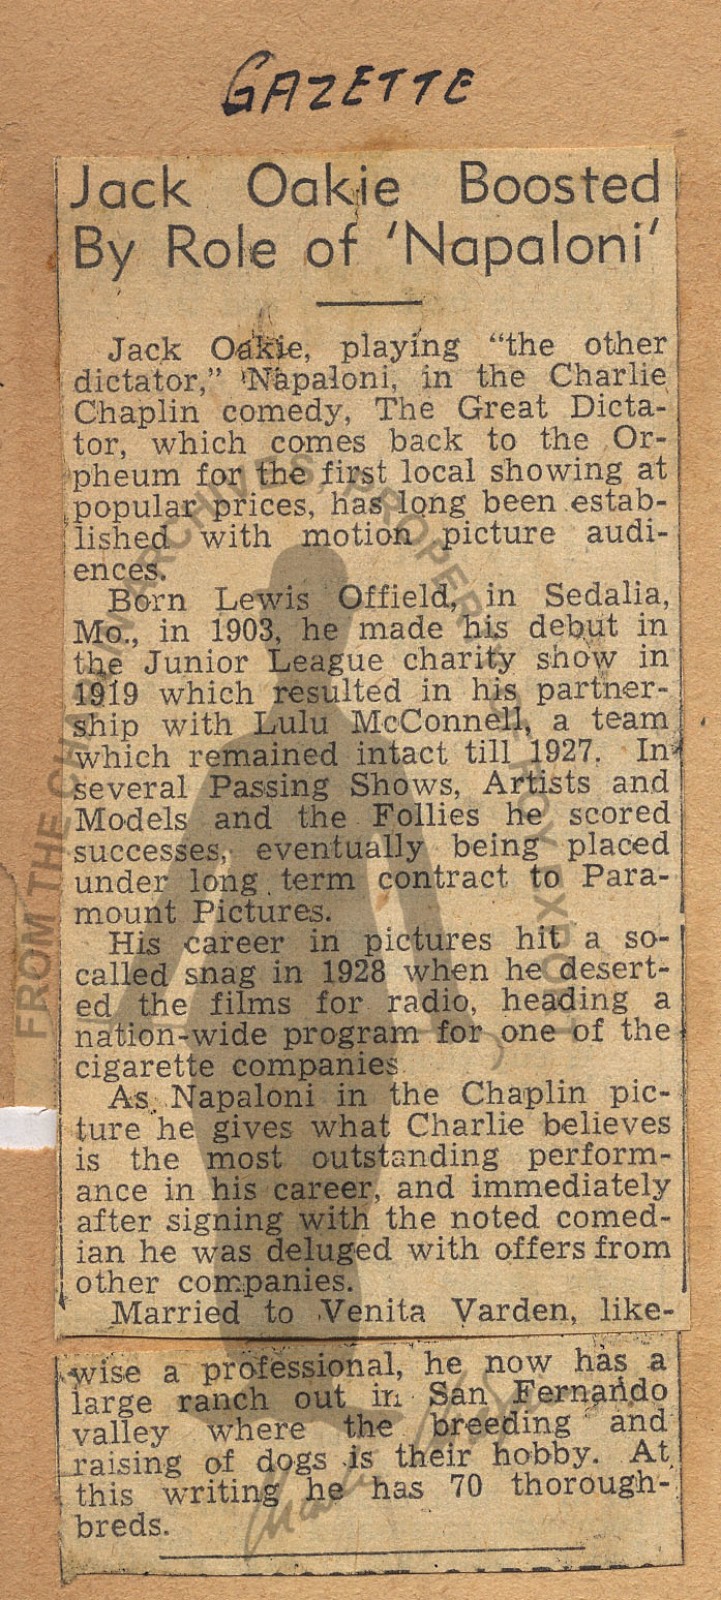 GAZETTE
Jack Oakie Boosted
By Role of 'Napaloni'
Jack Oakie, playing "the other
dictator," Napaloni, in the Charlie
Chaplin comedy, The Great Dicta-
tor, which comes back to the Or-
pheum for the first local showing at
popular prices, has long been estab-
lished with motion picture audi-
ences.
Born Lewis Offield, in Sedalia,
Mo., in 1903, he made his debut in
the Junior League charity show in
1919 which resulted in his partner-
ship with Lulu McConnell, a team
which remained intact till 1927. In
several Passing Shows, Artists and
Models and the Follies he scored
successes, eventually being placed
under long term contract to Para-
mount Pictures.
His career in pictures hit a so-
called snag in 1928 when he desert-
ed the films for radio, heading a
nation-wide program for one of the
cigarette companies
As Napaloni in the Chaplin pic-
ture he gives what Charlie believes
is the most outstanding perform-
ance in his career, and immediately
after signing with the noted comed-
ian he was deluged with offers from
other companies.
Married to Venita Varden, like-
wise a professional, he now has a
large ranch out in San Fernando
valley where the breeding and
raising of dogs is their hobby. At
this writing he has 70 thorough-
breds.
FROM THE CHAPLIN ARCHIVES, PROPERTY OF ROY EXPORT